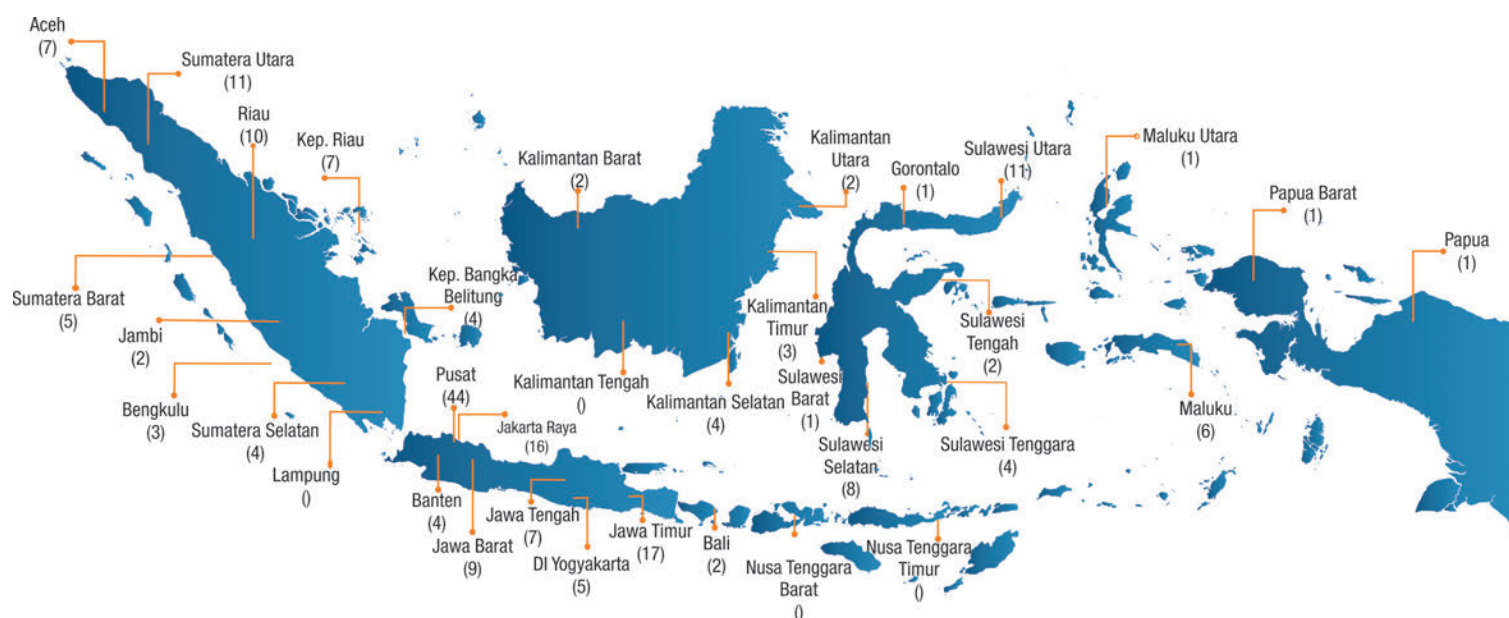 Aceh
(7)
Sumatera Utara
(11)
Riau
(10)
Kep. Riau
(7)
Sumatera Barat
(5)
Jambi
(2)
Bengkulu
(3)
Sumatera Selatan
(4)
Lampung
()
Kep. Bangka
Belitung
(4)
Pusat
(44)
Jakarta Raya
(16)
Banten
(4)
Jawa Barat
(9)
Jawa Tengah
(7)
DI Yogyakarta
(5)
Jawa Timur
(17)
Bali
(2)
Nusa Tenggara
Barat
()
Nusa Tenggara
Timur
()
Kalimantan Barat
(2)
Kalimantan Tengah
()
Kalimantan Selatan
(4)
Kalimantan
Timur
(3)
Kalimantan
Utara
(2)
Gorontalo
(1)
Sulawesi Utara
(11)
Sulawesi
Tengah
(2)
Sulawesi
Barat
(1)
Sulawesi
Selatan
(8)
Sulawesi Tenggara
(4)
Maluku Utara
(1)
Maluku
(6)
Papua Barat
(1)
Papua
(1)